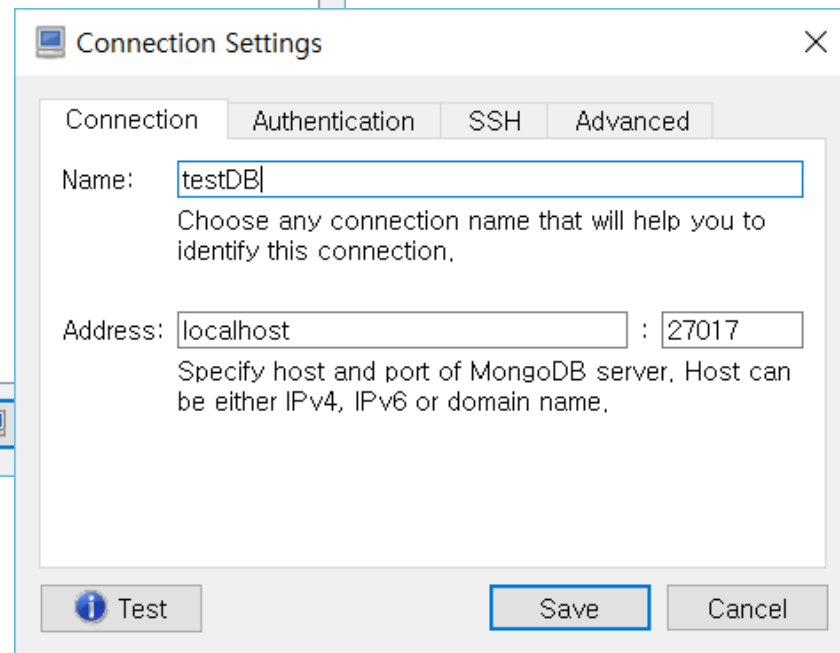 Connection Settings
Connection Authentication SSH Advanced
Name: testDB
Choose any connection name that will help you to
identify this connection.
Address: localhost : 27017
Specify host and port of MongoDB server. Host can
be either IPv4, IPv6 or domain name.
Test Save Cancel